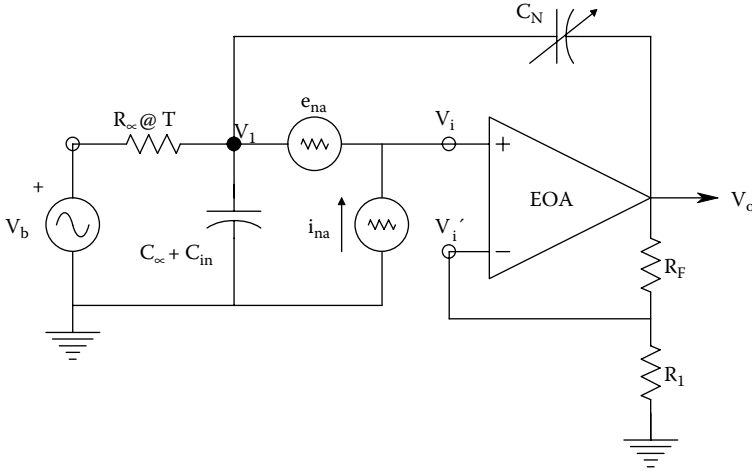 C_N
R_∞ @ T
V_1
e_na
V_i
+
EOA
V_o
+
V_b
C_∞ + C_in
i_na
V_i´
−
R_F
R_1